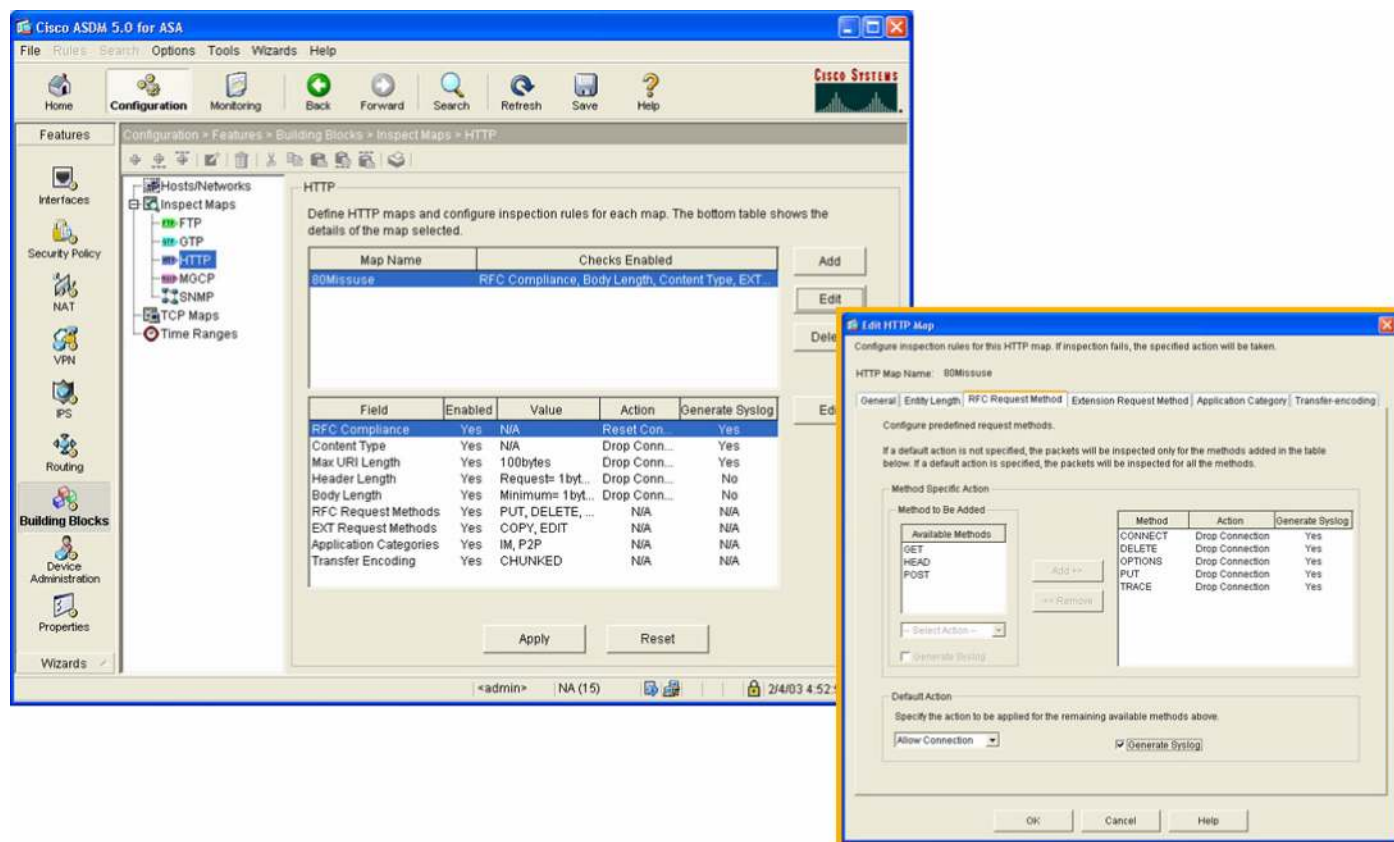 Cisco ASDM 5.0 for ASA
File Rules Search Options Tools Wizards Help
Home
Configuration
Monitoring
Back
Forward
Search
Refresh
Save
Help
CISCO SYSTEMS
Features
Configuration > Features > Building Blocks > Inspect Maps > HTTP
Interfaces
Security Policy
NAT
VPN
IPS
Routing
Building Blocks
Device Administration
Properties
Wizards
Hosts/Networks
Inspect Maps
FTP
GTP
HTTP
MGCP
SNMP
TCP Maps
Time Ranges
HTTP
Define HTTP maps and configure inspection rules for each map. The bottom table shows the
details of the map selected.
Map Name Checks Enabled
80Missuse RFC Compliance, Body Length, Content Type, EXT...
Add
Edit
Dele
Field Enabled Value Action Generate Syslog
RFC Compliance Yes N/A Reset Con... Yes
Content Type Yes N/A Drop Conn... Yes
Max URI Length Yes 100bytes Drop Conn... Yes
Header Length Yes Request= 1byt... Drop Conn... No
Body Length Yes Minimum= 1byt... Drop Conn... No
RFC Request Methods Yes PUT, DELETE, ... N/A N/A
EXT Request Methods Yes COPY, EDIT N/A N/A
Application Categories Yes IM, P2P N/A N/A
Transfer Encoding Yes CHUNKED N/A N/A
Ed
Apply
Reset
<admin> NA (15) 2/4/03 4:52:
Edit HTTP Map
Configure inspection rules for this HTTP map. If inspection fails, the specified action will be taken.
HTTP Map Name: 80Missuse
General Entity Length RFC Request Method Extension Request Method Application Category Transfer-encoding
Configure predefined request methods.
If a default action is not specified, the packets will be inspected only for the methods added in the table
below. If a default action is specified, the packets will be inspected for all the methods.
Method Specific Action
Method to Be Added
Available Methods
GET
HEAD
POST
-- Select Action --
Generate Syslog
Add >>
<< Remove
Method Action Generate Syslog
CONNECT Drop Connection Yes
DELETE Drop Connection Yes
OPTIONS Drop Connection Yes
PUT Drop Connection Yes
TRACE Drop Connection Yes
Default Action
Specify the action to be applied for the remaining available methods above.
Allow Connection
Generate Syslog
OK
Cancel
Help